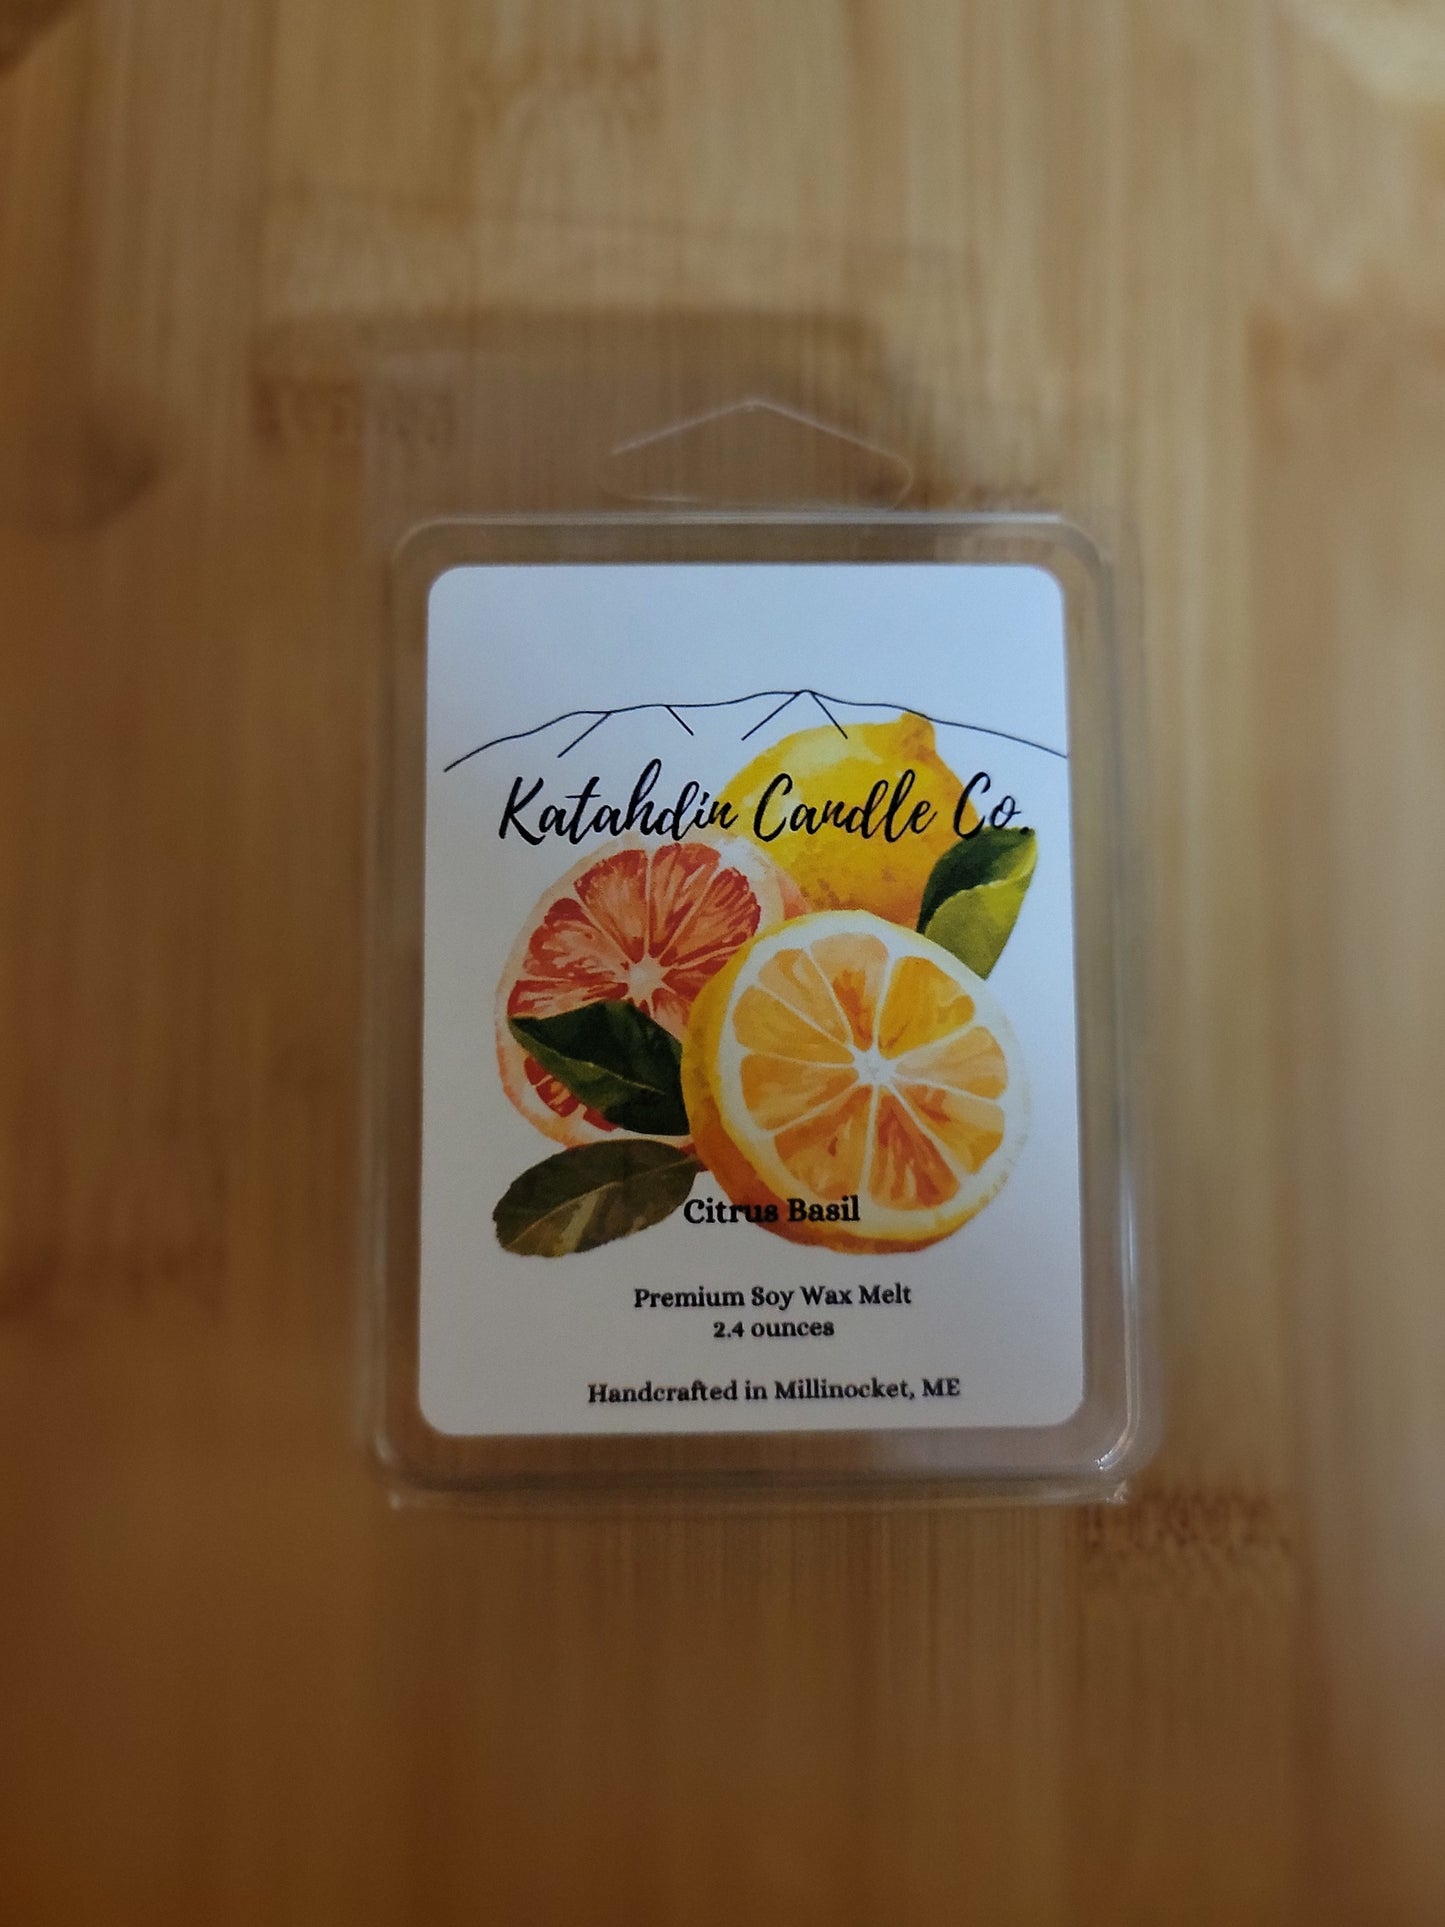 Katahdin Candle Co.
Citrus Basil
Premium Soy Wax Melt
2.4 ounces
Handcrafted in Millinocket, ME